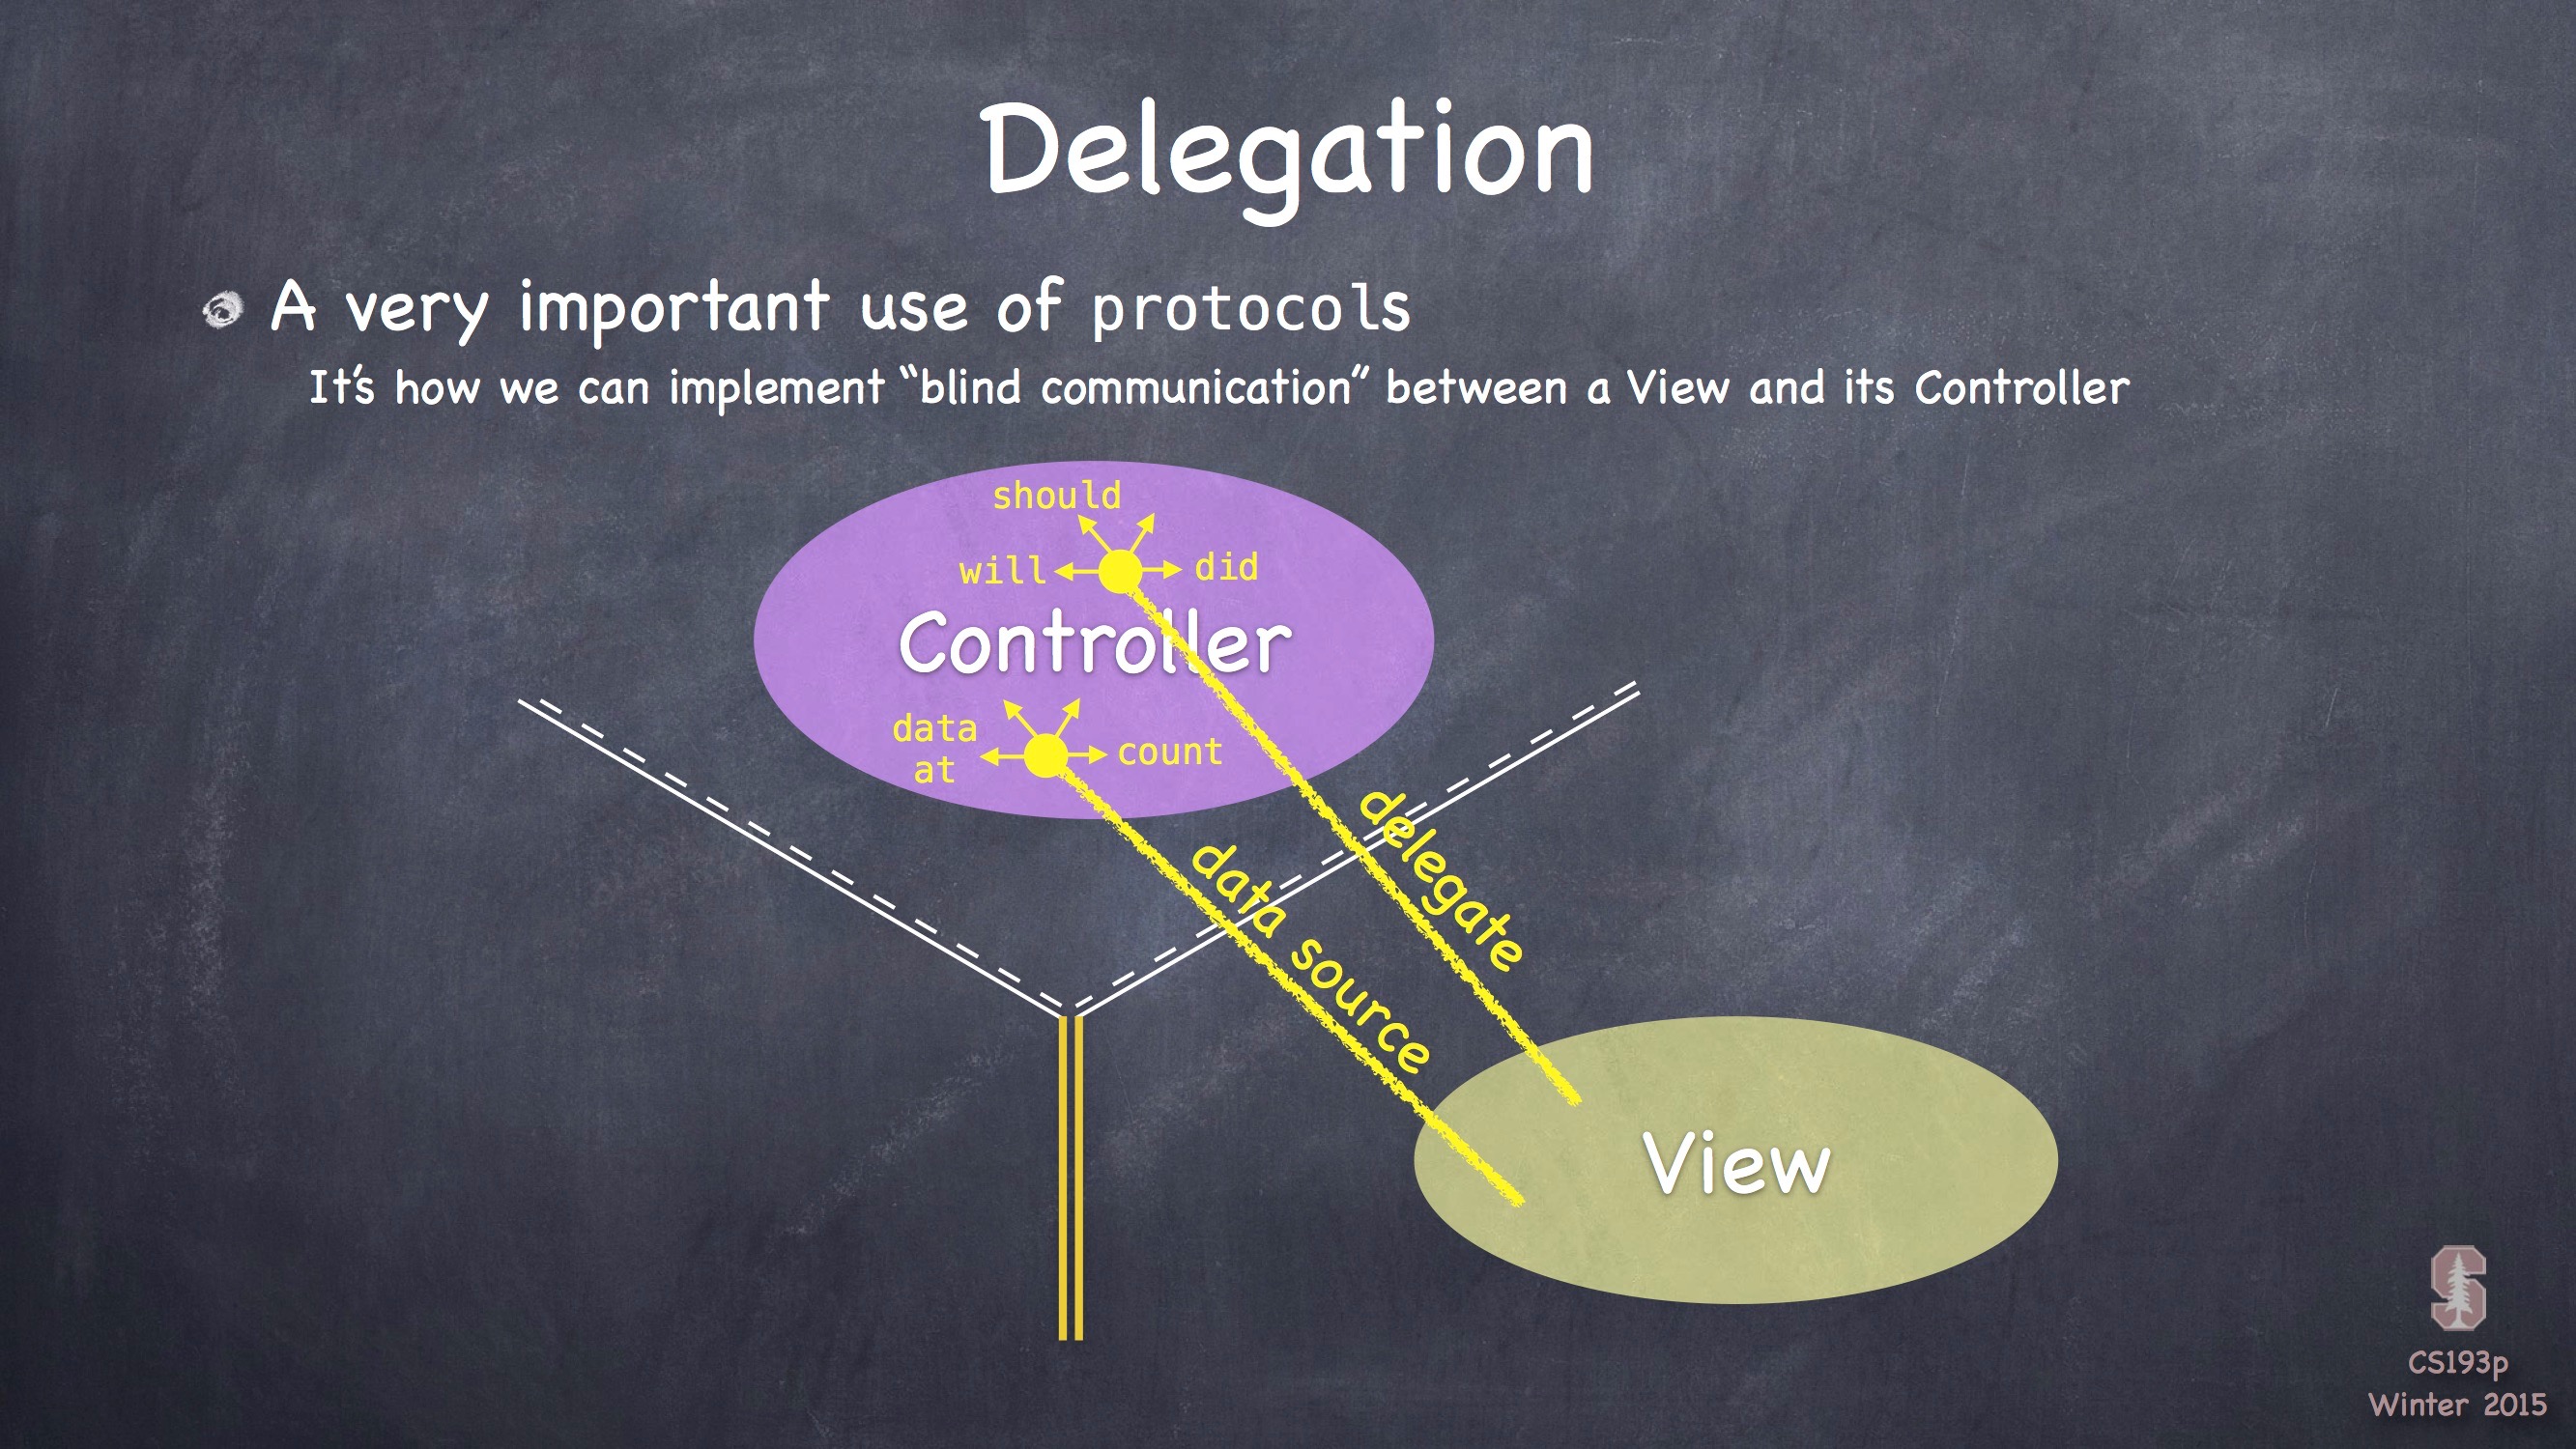 Delegation
A very important use of protocols
It's how we can implement “blind communication” between a View and its Controller
should
will
did
Controller
data
at
count
delegate
data source
View
CS193p
Winter 2015